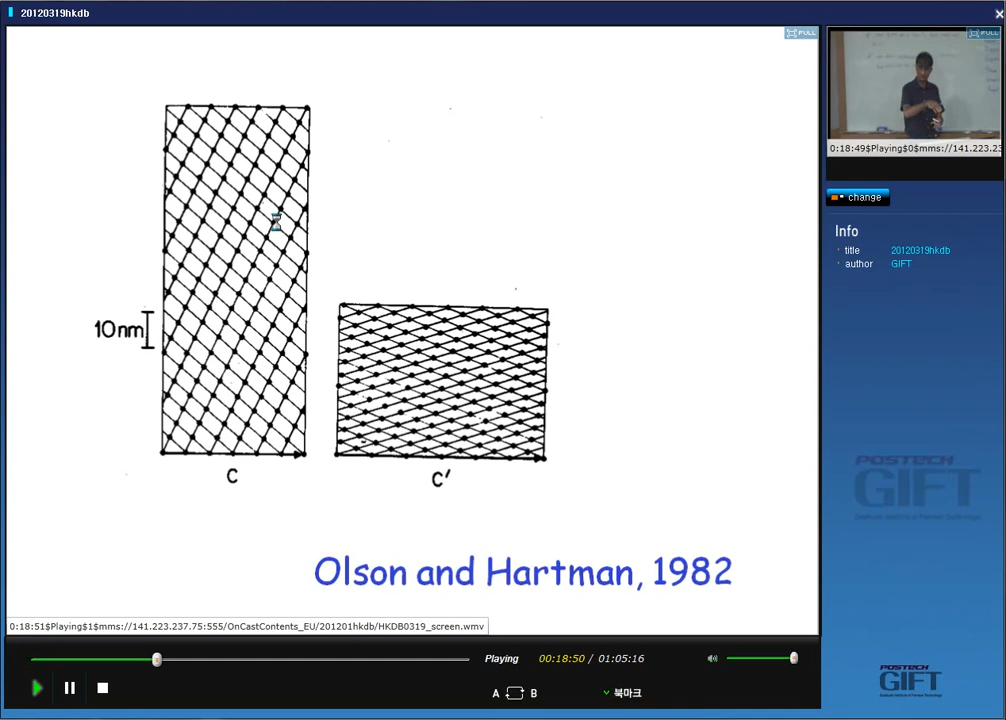 20120319hkdb
FULL
FULL
0:18:49$Playing$0$mms://141.223.23
change
Info
title 20120319hkdb
author GIFT
10nm
C
C'
Olson and Hartman, 1982
POSTECH
GIFT
0:18:51$Playing$1$mms://141.223.237.75:555/OnCastContents_EU/201201hkdb/HKDB0319_screen.wmv
Playing 00:18:50 / 01:05:16
A B 북마크
POSTECH
GIFT